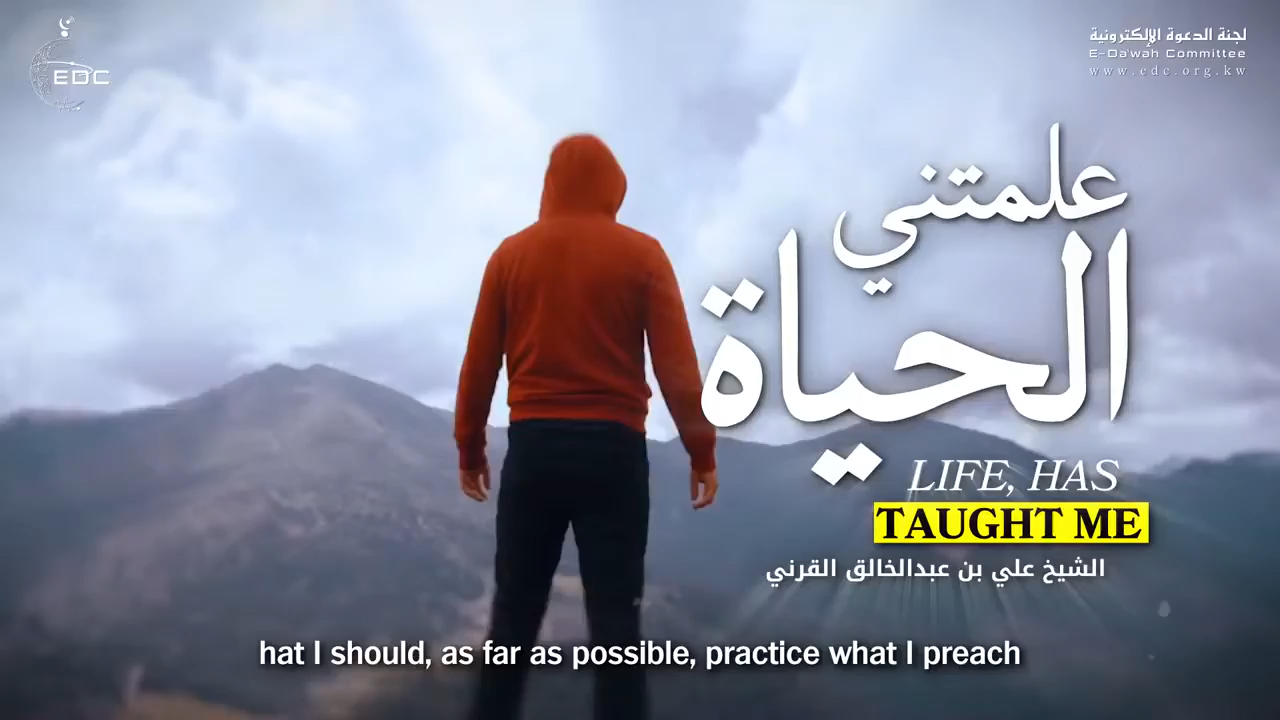 EDC
لجنة الدعوة الإلكترونية
E-Da'wah Committee
www.edc.org.kw
علمتني
الحياة
LIFE, HAS
TAUGHT ME
الشيخ علي بن عبدالخالق القرني
hat I should, as far as possible, practice what I preach